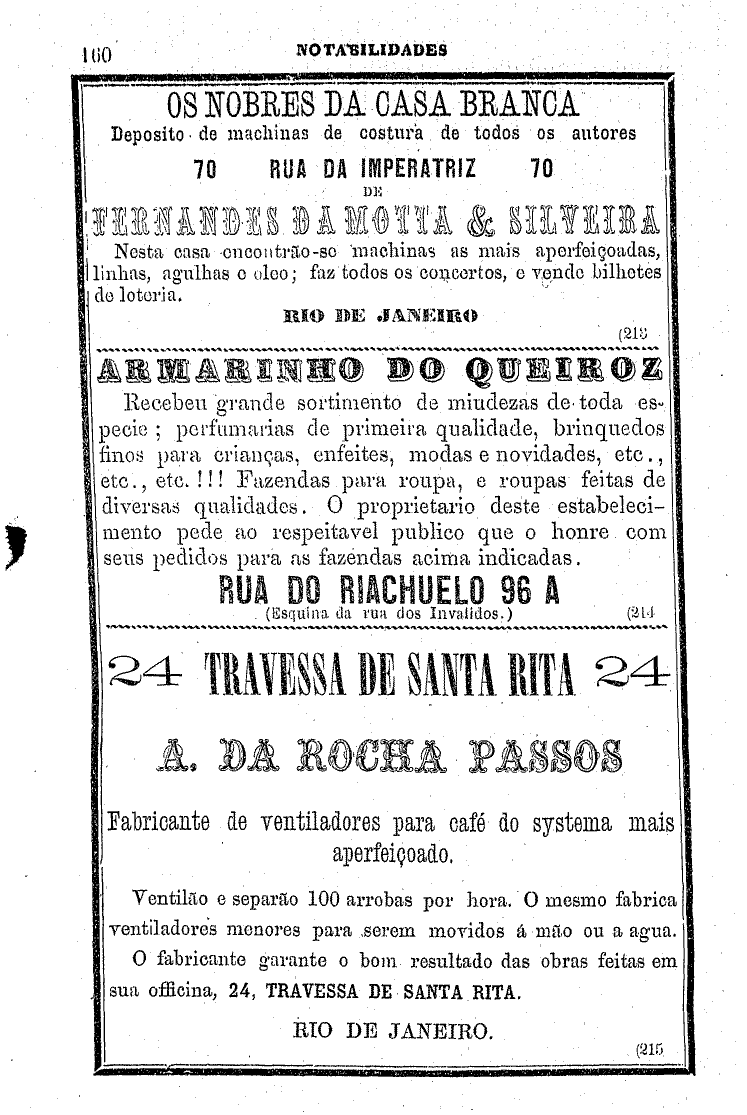 160
NOTABILIDADES
OS NOBRES DA CASA BRANCA
Deposito de machinas de costura de todos os autores
70 RUA DA IMPERATRIZ 70
DE
FERNANDES DA MOTTA & SILVEIRA
Nesta casa encontrão-se machinas as mais aperfeiçoadas,
linhas, agulhas e oleo; faz todos os concertos, e vende bilhetes
de loteria.
RIO DE JANEIRO
(213
ARMARINHO DO QUEIROZ
Recebeu grande sortimento de miudezas de toda es-
pecie; perfumarias de primeira qualidade, brinquedos
finos para crianças, enfeites, modas e novidades, etc.,
etc., etc.!!! Fazendas para roupa, e roupas feitas de
diversas qualidades. O proprietario deste estabeleci-
mento pede ao respeitavel publico que o honre com
seus pedidos para as fazendas acima indicadas.
RUA DO RIACHUELO 96 A
(Esquina da rua dos Invalidos.)
(214
24 TRAVESSA DE SANTA RITA 24
A. DA ROCHA PASSOS
Fabricante de ventiladores para café do systema mais
aperfeiçoado.
Ventilão e separão 100 arrobas por hora. O mesmo fabrica
ventiladores menores para serem movidos á mão ou a agua.
O fabricante garante o bom resultado das obras feitas em
sua officina, 24, TRAVESSA DE SANTA RITA.
RIO DE JANEIRO.
(215